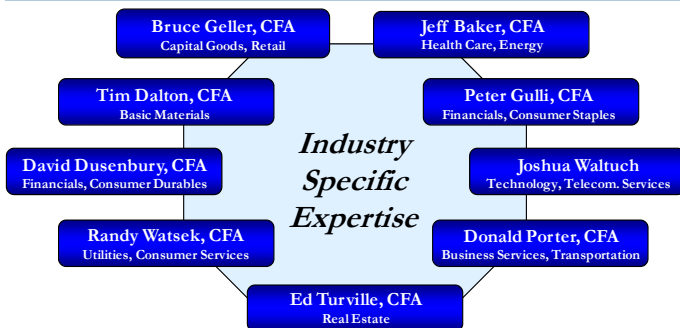 Bruce Geller, CFA
Capital Goods, Retail
Jeff Baker, CFA
Health Care, Energy
Tim Dalton, CFA
Basic Materials
Peter Gulli, CFA
Financials, Consumer Staples
Industry
Specific
Expertise
David Dusenbury, CFA
Financials, Consumer Durables
Joshua Waltuch
Technology, Telecom. Services
Randy Watsek, CFA
Utilities, Consumer Services
Donald Porter, CFA
Business Services, Transportation
Ed Turville, CFA
Real Estate